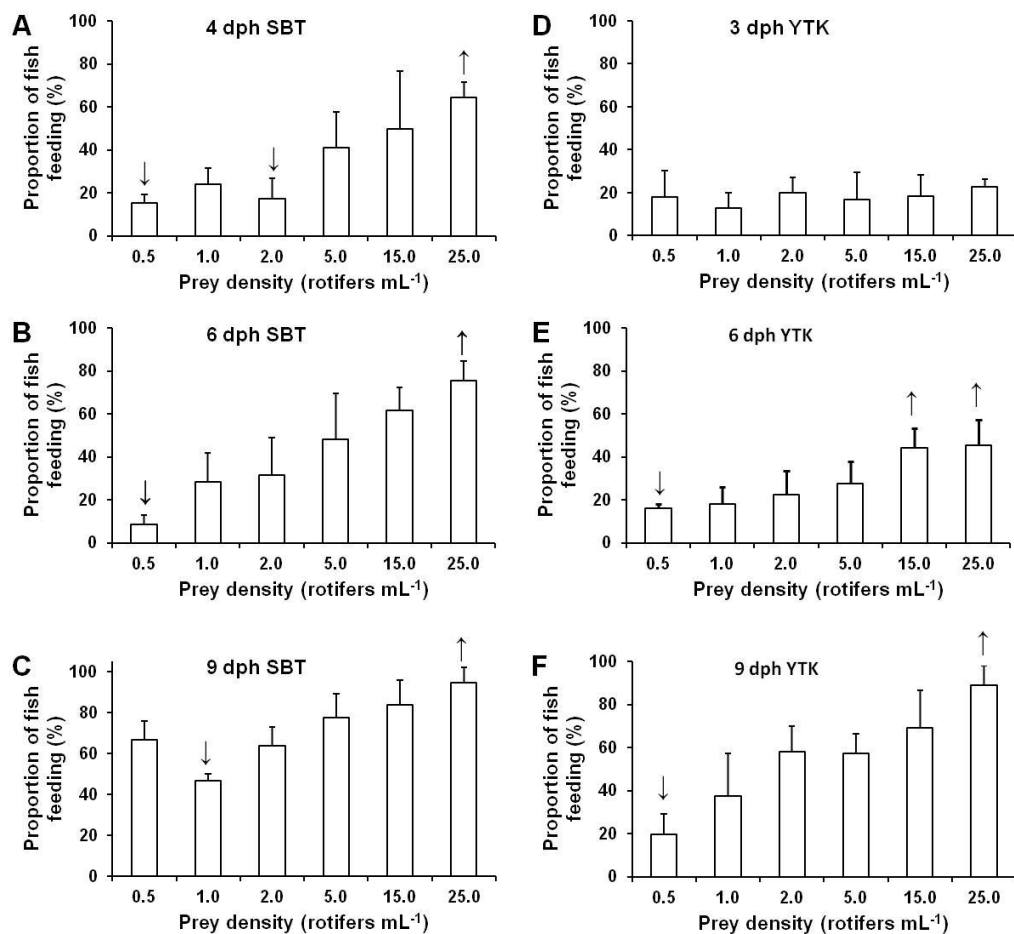 A
4 dph SBT
Proportion of fish
feeding (%)
100
80
60
40
20
0
↓
↓
↑
0.5 1.0 2.0 5.0 15.0 25.0
Prey density (rotifers mL⁻¹)
B
6 dph SBT
Proportion of fish
feeding (%)
100
80
60
40
20
0
↓
↑
0.5 1.0 2.0 5.0 15.0 25.0
Prey density (rotifers mL⁻¹)
C
9 dph SBT
Proportion of fish
feeding (%)
100
80
60
40
20
0
↓
↑
0.5 1.0 2.0 5.0 15.0 25.0
Prey density (rotifers mL⁻¹)
D
3 dph YTK
Proportion of fish
feeding (%)
100
80
60
40
20
0
0.5 1.0 2.0 5.0 15.0 25.0
Prey density (rotifers mL⁻¹)
E
6 dph YTK
Proportion of fish
feeding (%)
100
80
60
40
20
0
↓
↑
↑
0.5 1.0 2.0 5.0 15.0 25.0
Prey density (rotifers mL⁻¹)
F
9 dph YTK
Proportion of fish
feeding (%)
100
80
60
40
20
0
↓
↑
0.5 1.0 2.0 5.0 15.0 25.0
Prey density (rotifers mL⁻¹)